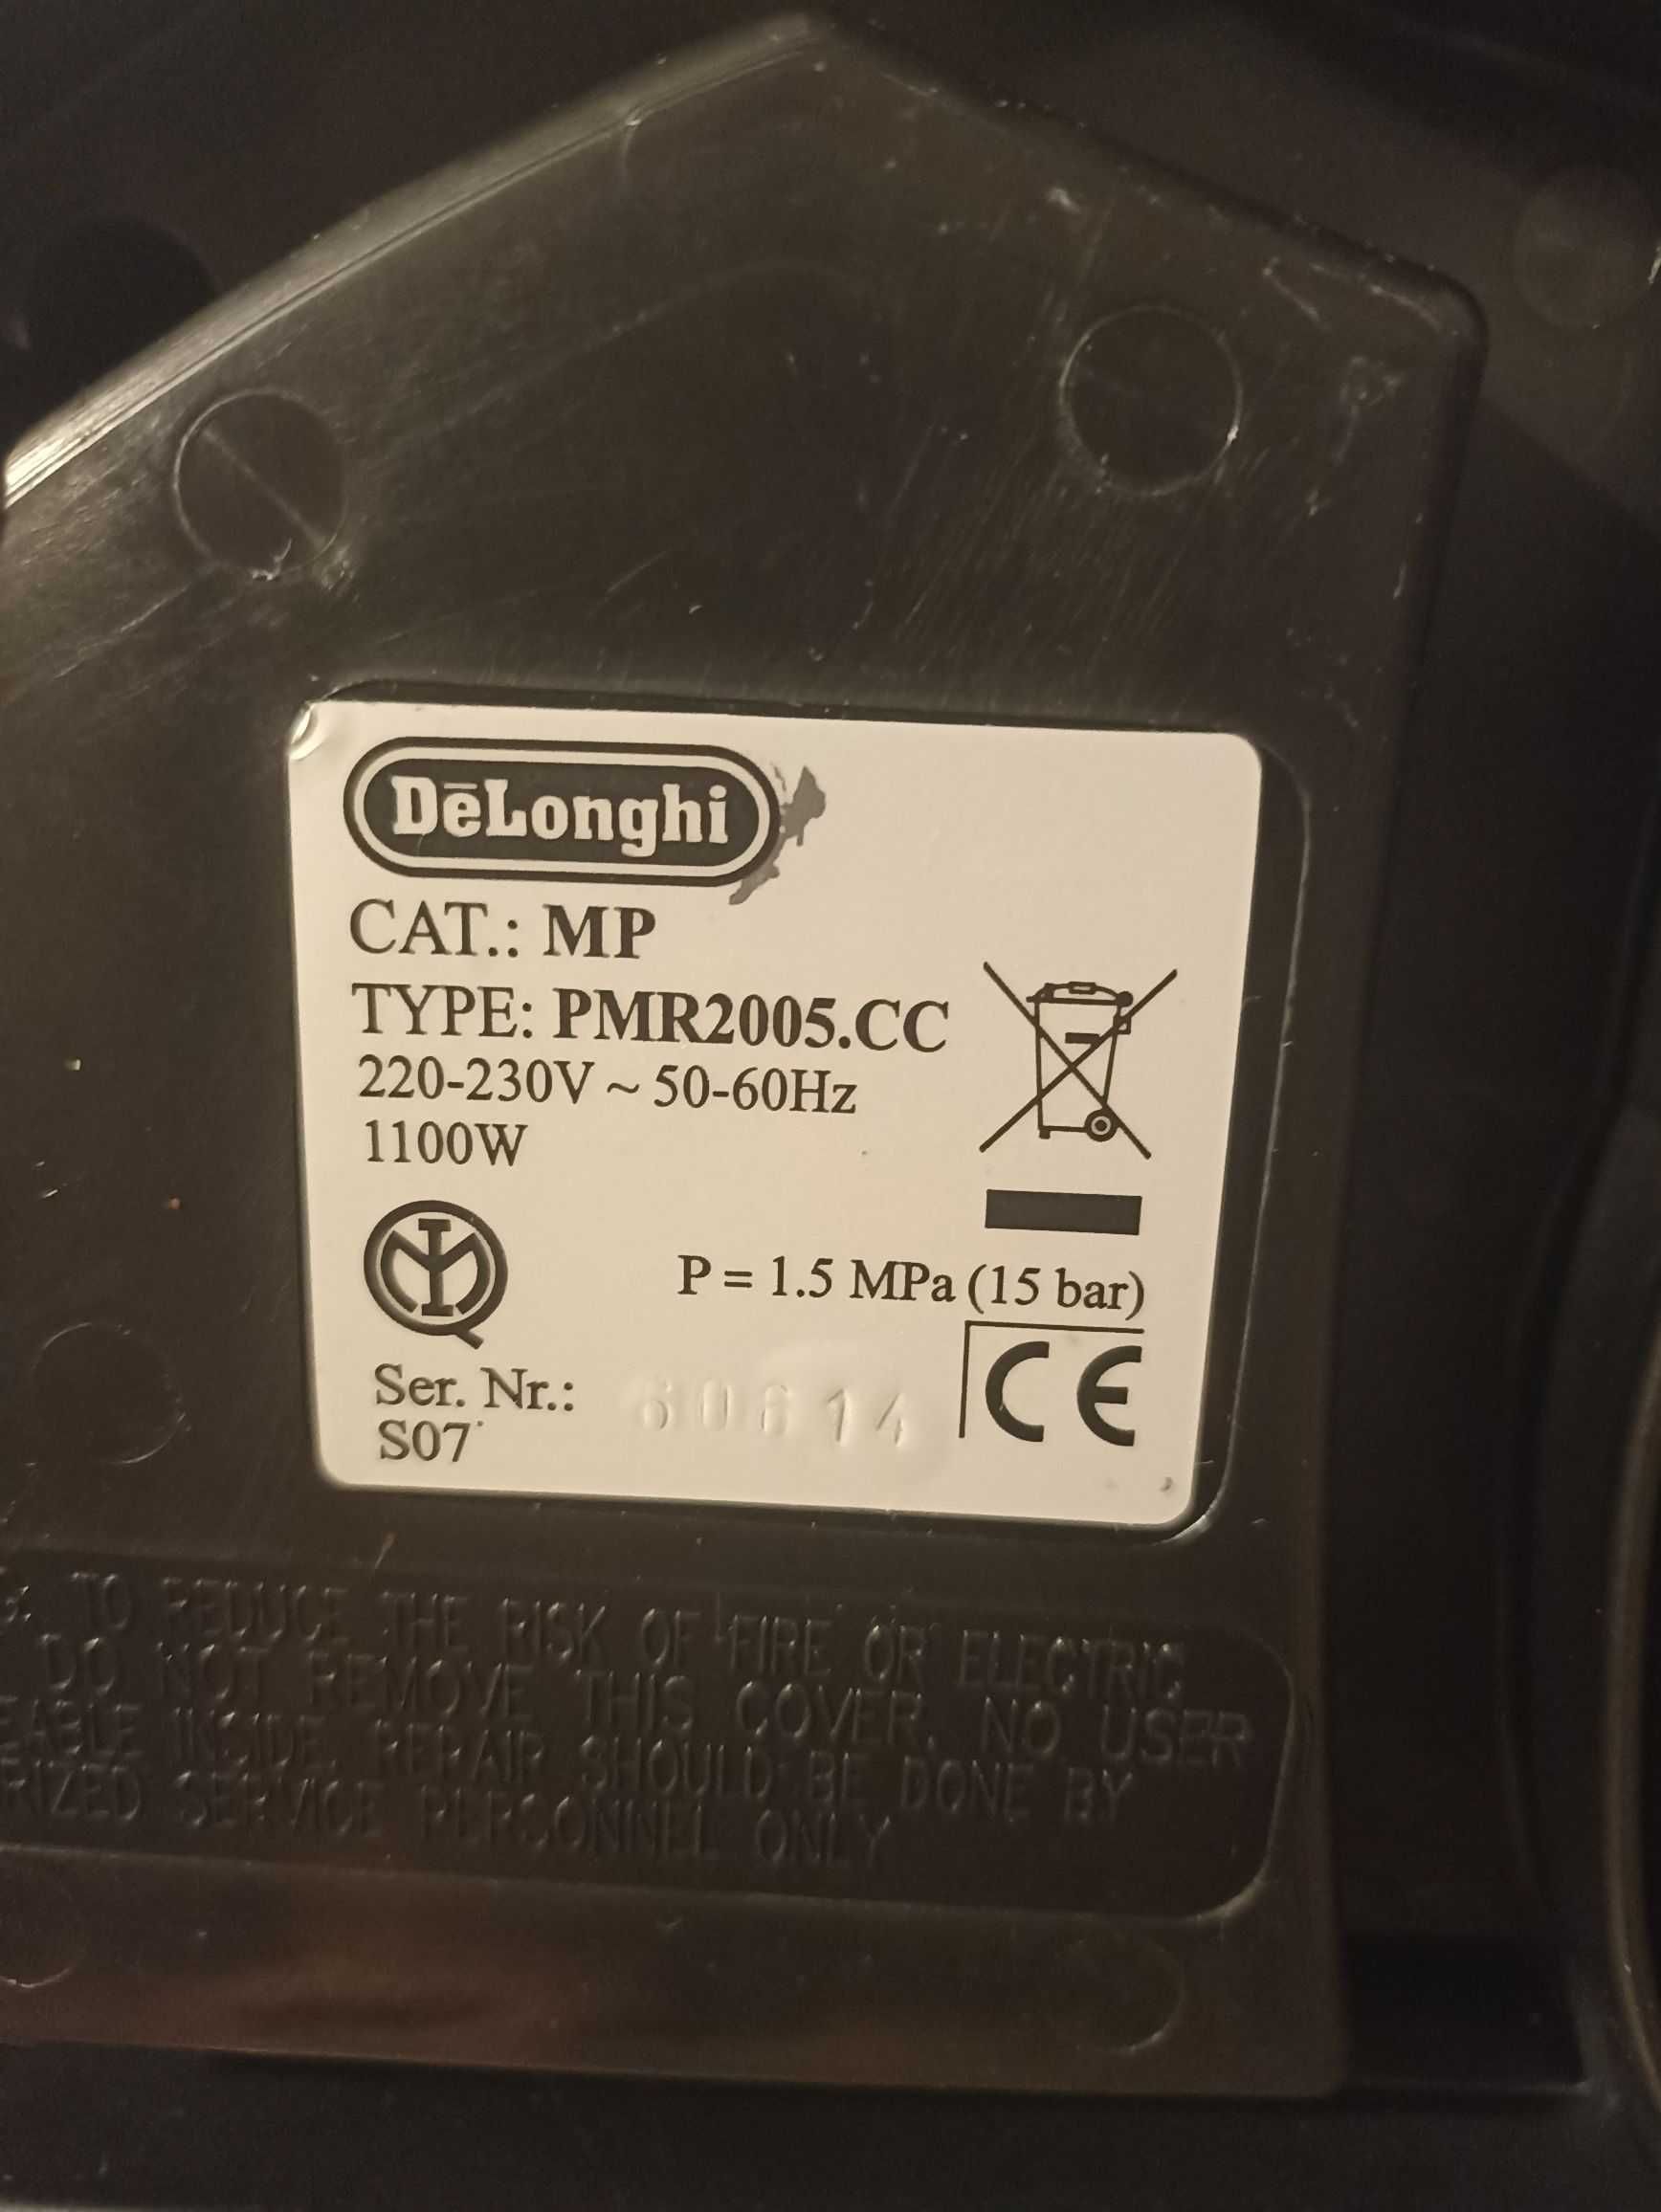 DēLonghi
CAT.: MP
TYPE: PMR2005.CC
220-230V ~ 50-60Hz
1100W
P = 1.5 MPa (15 bar)
Ser. Nr.: 60614
S07
CE
TO REDUCE THE RISK OF FIRE OR ELECTRIC
DO NOT REMOVE THIS COVER. NO USER
INSIDE. REPAIR SHOULD BE DONE BY
SERVICE PERSONNEL ONLY